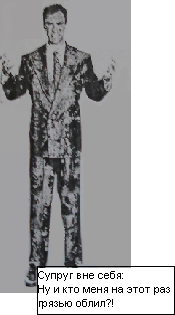 Супруг вне себя:
Ну и кто меня на этот раз
грязью облил?!